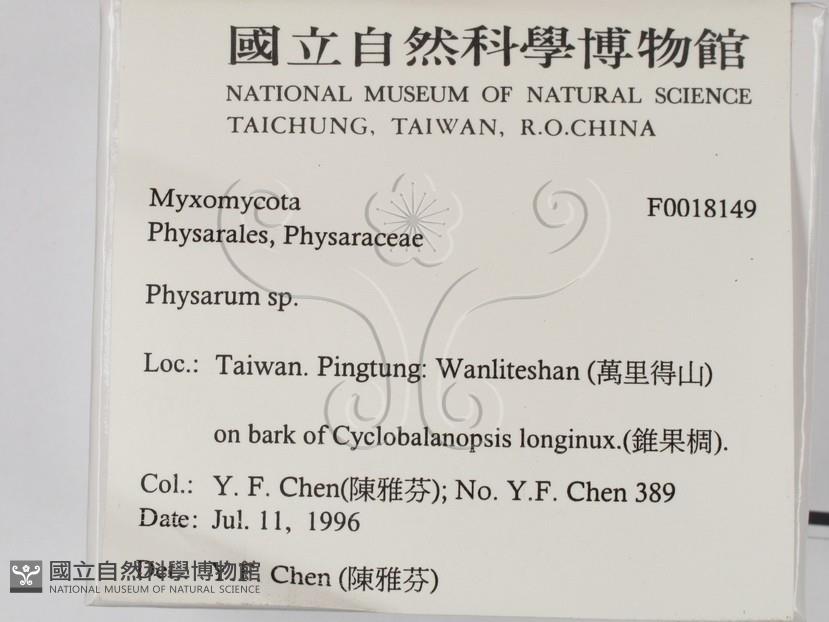 國立自然科學博物館
NATIONAL MUSEUM OF NATURAL SCIENCE
TAICHUNG, TAIWAN, R.O.CHINA
Myxomycota F0018149
Physarales, Physaraceae
Physarum sp.
Loc.: Taiwan. Pingtung: Wanliteshan (萬里得山)
on bark of Cyclobalanopsis longinux.(錐果椆).
Col.: Y. F. Chen(陳雅芬); No. Y.F. Chen 389
Date: Jul. 11, 1996
Det.: Y. F. Chen (陳雅芬)
國立自然科學博物館
NATIONAL MUSEUM OF NATURAL SCIENCE